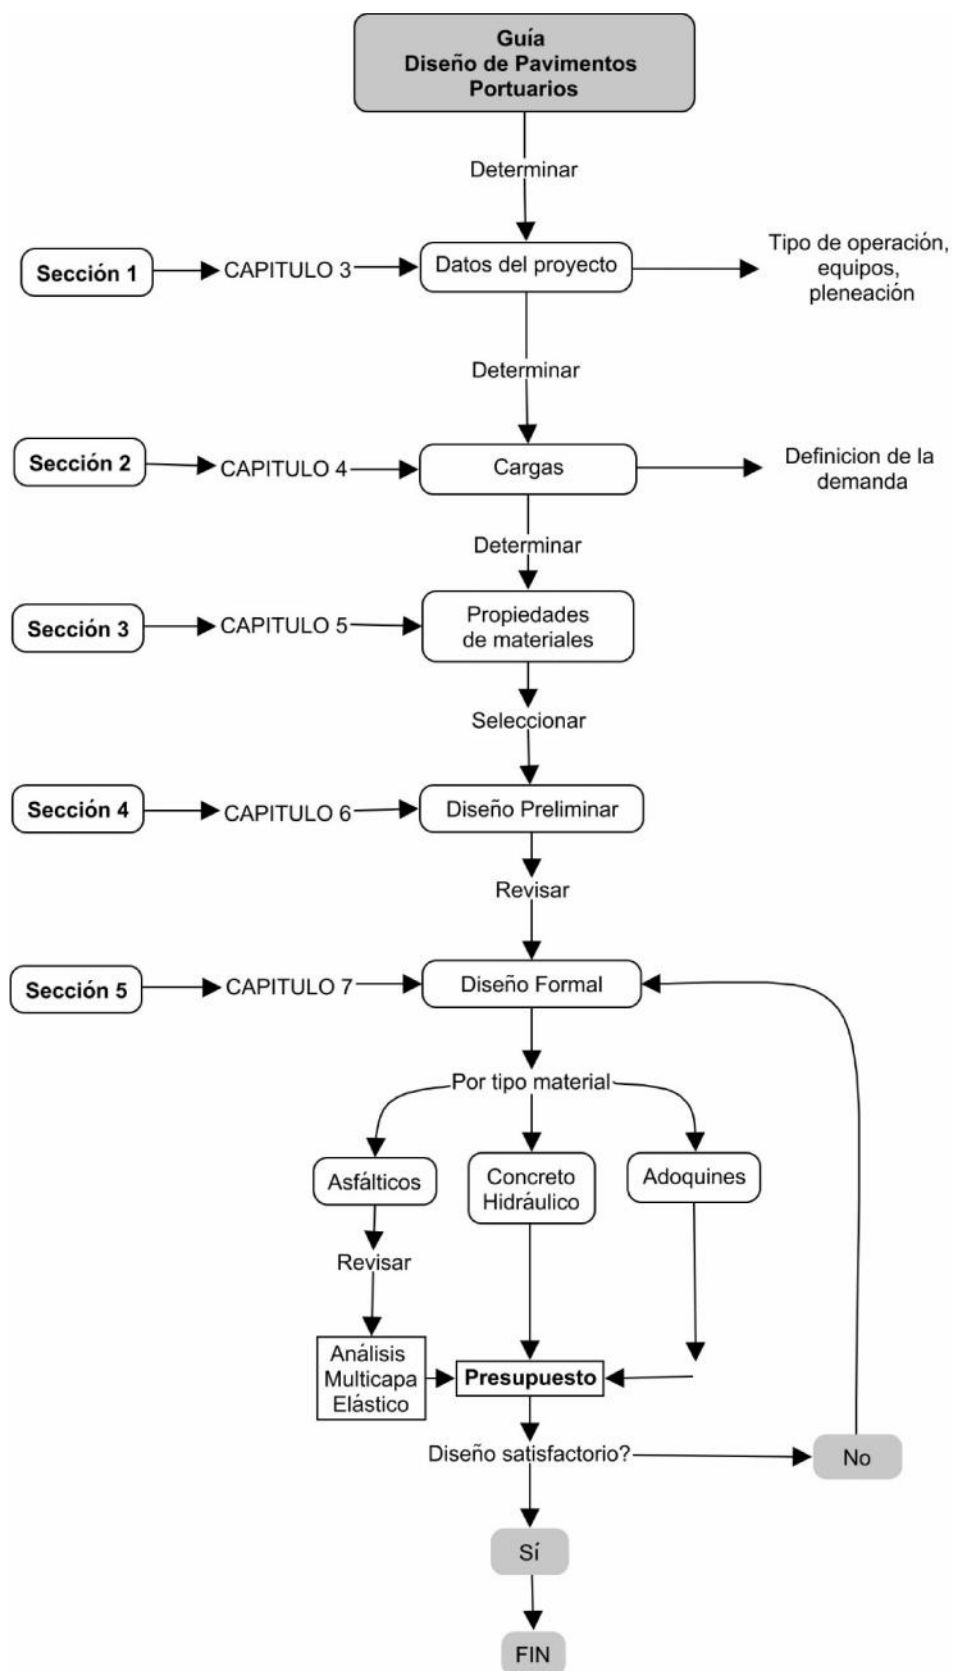 Guía
Diseño de Pavimentos
Portuarios
Determinar
Sección 1
CAPITULO 3
Datos del proyecto
Tipo de operación,
equipos,
pleneación
Determinar
Sección 2
CAPITULO 4
Cargas
Definicion de la
demanda
Determinar
Sección 3
CAPITULO 5
Propiedades
de materiales
Seleccionar
Sección 4
CAPITULO 6
Diseño Preliminar
Revisar
Sección 5
CAPITULO 7
Diseño Formal
Por tipo material
Asfálticos
Concreto
Hidráulico
Adoquines
Revisar
Análisis
Multicapa
Elástico
Presupuesto
Diseño satisfactorio?
No
Sí
FIN